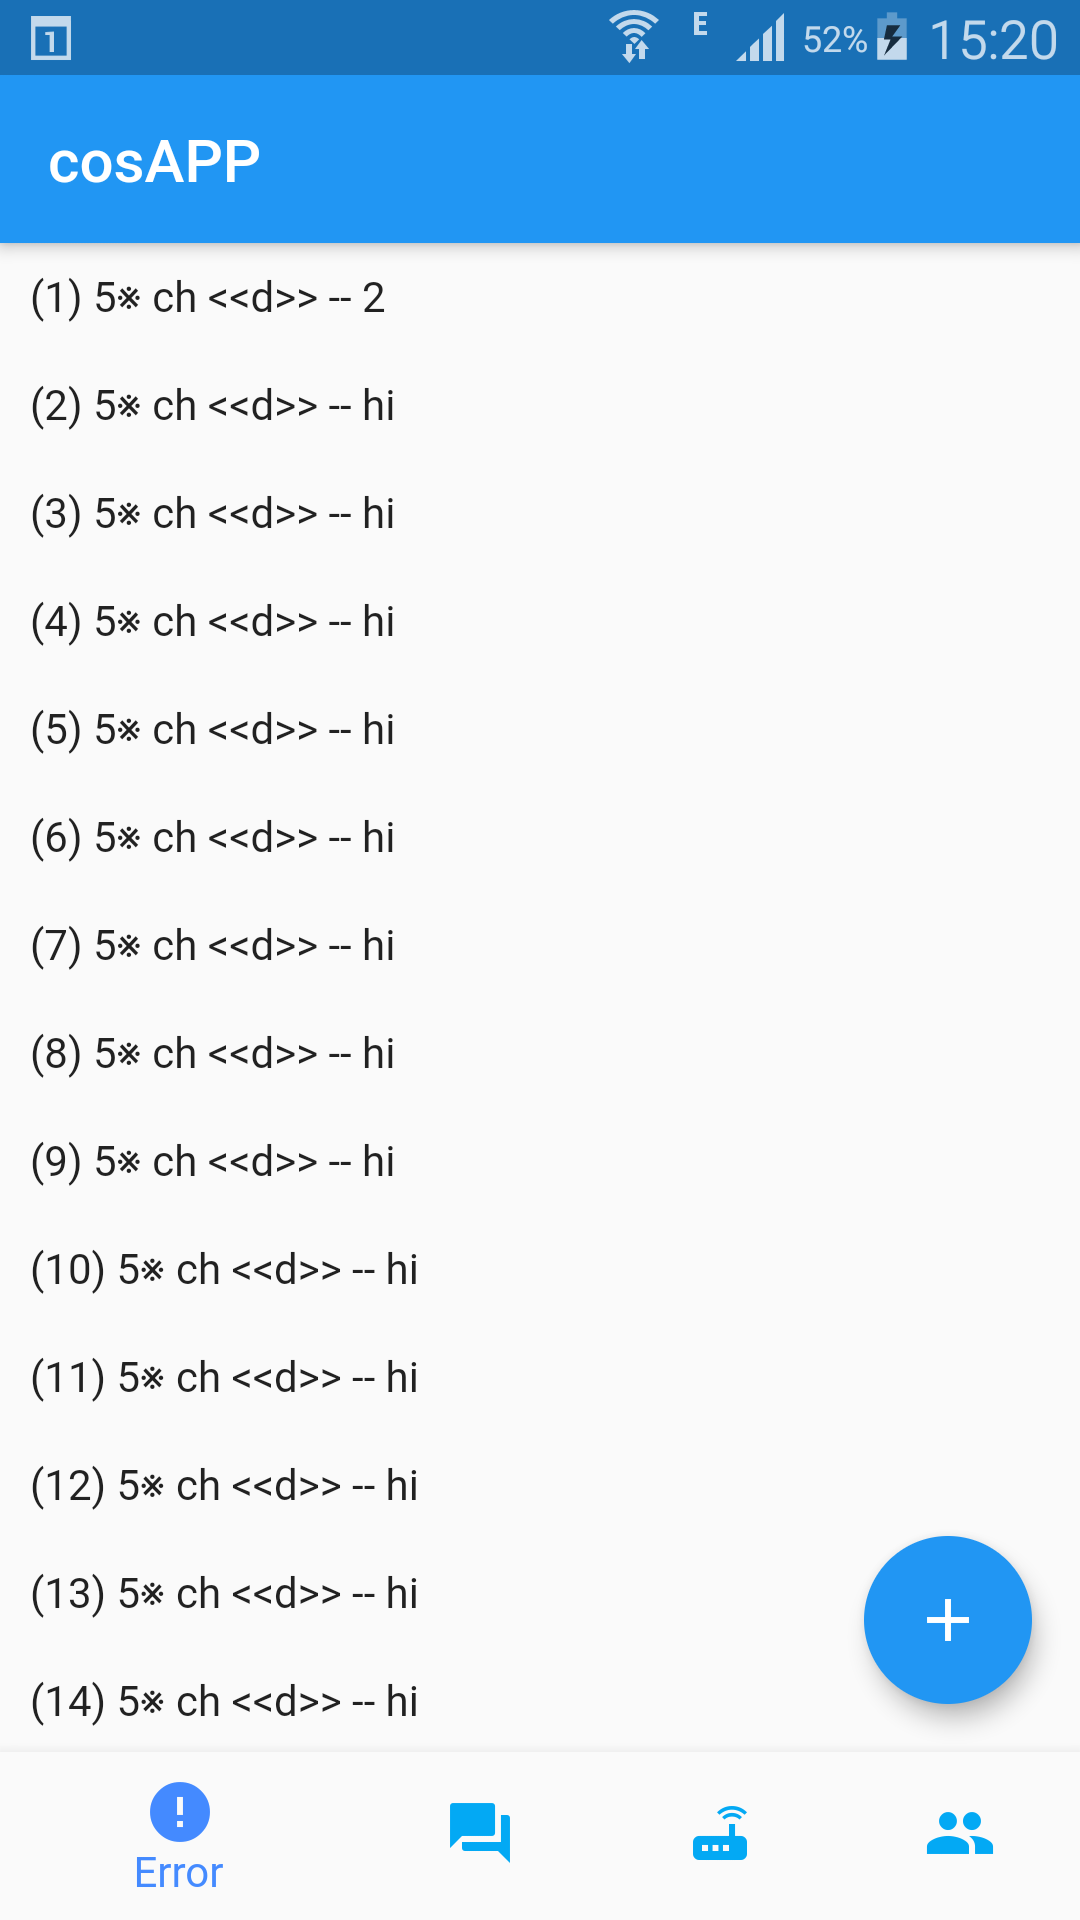 1 E 52% 15:20
cosAPP
(1) 5※ ch <<d>> -- 2
(2) 5※ ch <<d>> -- hi
(3) 5※ ch <<d>> -- hi
(4) 5※ ch <<d>> -- hi
(5) 5※ ch <<d>> -- hi
(6) 5※ ch <<d>> -- hi
(7) 5※ ch <<d>> -- hi
(8) 5※ ch <<d>> -- hi
(9) 5※ ch <<d>> -- hi
(10) 5※ ch <<d>> -- hi
(11) 5※ ch <<d>> -- hi
(12) 5※ ch <<d>> -- hi
(13) 5※ ch <<d>> -- hi
(14) 5※ ch <<d>> -- hi
Error